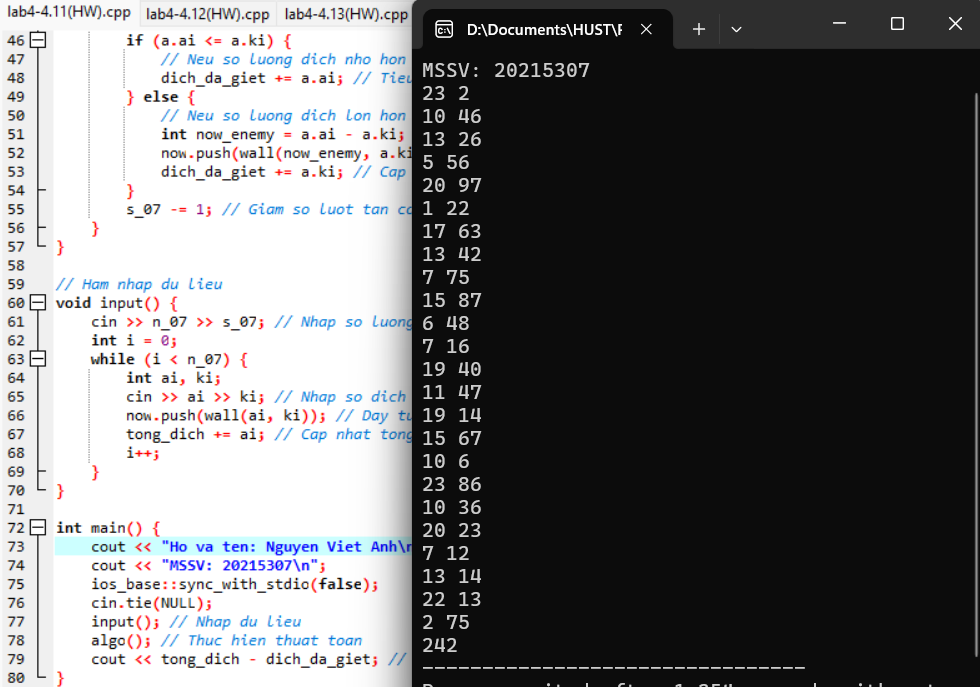 lab4-4.11(HW).cpp lab4-4.12(HW).cpp lab4-4.13(HW).cpp
46 if (a.ai <= a.ki) {
47 // Neu so luong dich nho hon
48 dich_da_giet += a.ai; // Tieu
49 } else {
50 // Neu so luong dich lon hon
51 int now_enemy = a.ai - a.ki;
52 now.push(wall(now_enemy, a.ki
53 dich_da_giet += a.ki; // Cap
54 }
55 s_07 -= 1; // Giam so luot tan co
56 }
57 }
58
59 // Ham nhap du lieu
60 void input() {
61 cin >> n_07 >> s_07; // Nhap so luong
62 int i = 0;
63 while (i < n_07) {
64 int ai, ki;
65 cin >> ai >> ki; // Nhap so dich
66 now.push(wall(ai, ki)); // Day tu
67 tong_dich += ai; // Cap nhat tong
68 i++;
69 }
70 }
71
72 int main() {
73 cout << "Ho va ten: Nguyen Viet Anh\n
74 cout << "MSSV: 20215307\n";
75 ios_base::sync_with_stdio(false);
76 cin.tie(NULL);
77 input(); // Nhap du lieu
78 algo(); // Thuc hien thuat toan
79 cout << tong_dich - dich_da_giet; //
80 }
D:\Documents\HUST\F
MSSV: 20215307
23 2
10 46
13 26
5 56
20 97
1 22
17 63
13 42
7 75
15 87
6 48
7 16
19 40
11 47
19 14
15 67
10 6
23 86
10 36
20 23
7 12
13 14
22 13
2 75
242
--------------------------------